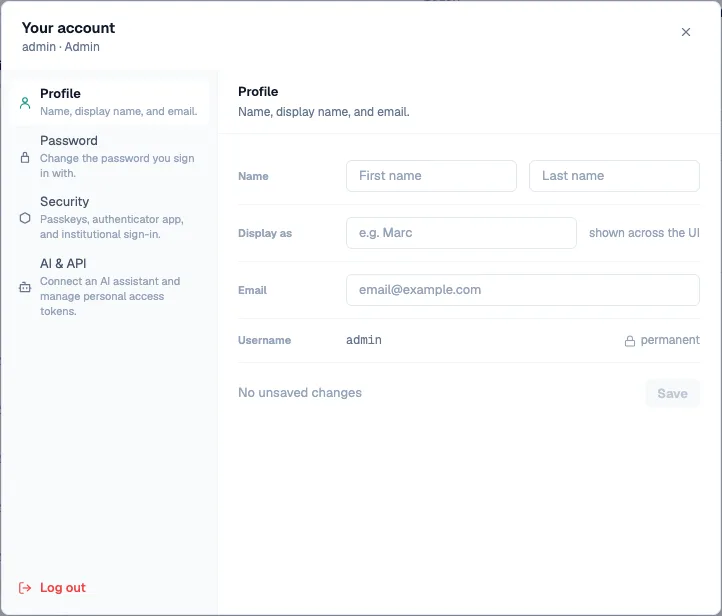 Your account
admin · Admin
Profile
Name, display name, and email.
Password
Change the password you sign
in with.
Security
Passkeys, authenticator app,
and institutional sign-in.
AI & API
Connect an AI assistant and
manage personal access
tokens.
Log out
Profile
Name, display name, and email.
Name First name Last name
Display as e.g. Marc shown across the UI
Email email@example.com
Username admin permanent
No unsaved changes Save